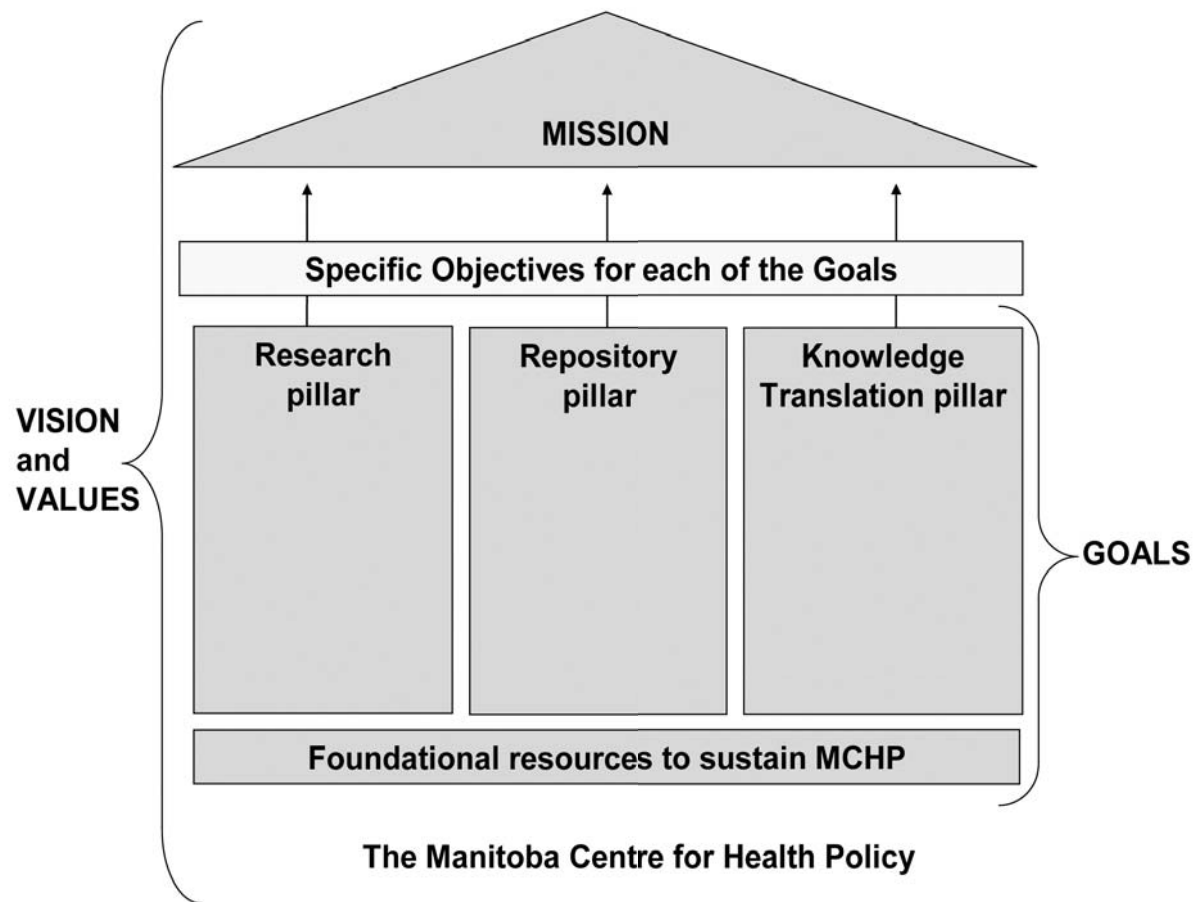 MISSION
Specific Objectives for each of the Goals
Research
pillar
Repository
pillar
Knowledge
Translation pillar
VISION
and
VALUES
GOALS
Foundational resources to sustain MCHP
The Manitoba Centre for Health Policy